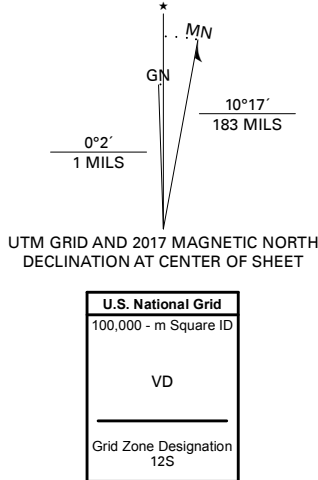 ★
MN
GN
0°2´
1 MILS
10°17´
183 MILS
UTM GRID AND 2017 MAGNETIC NORTH
DECLINATION AT CENTER OF SHEET
U.S. National Grid
100,000 - m Square ID
VD
Grid Zone Designation
12S